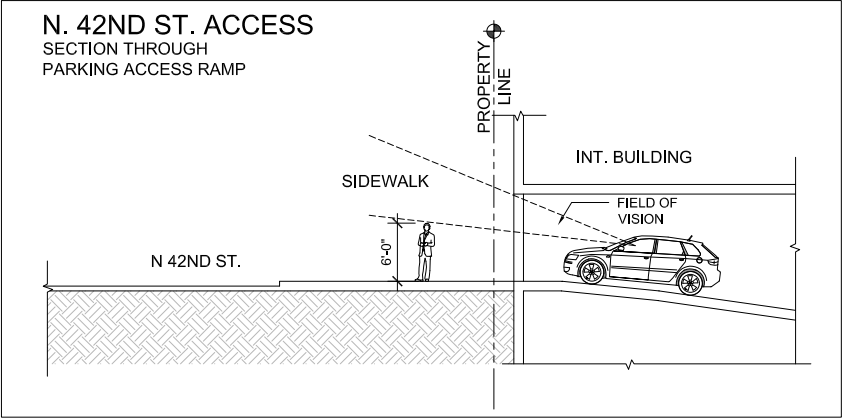 N. 42ND ST. ACCESS
SECTION THROUGH
PARKING ACCESS RAMP
PROPERTY
LINE
INT. BUILDING
SIDEWALK
FIELD OF
VISION
6'-0"
N 42ND ST.